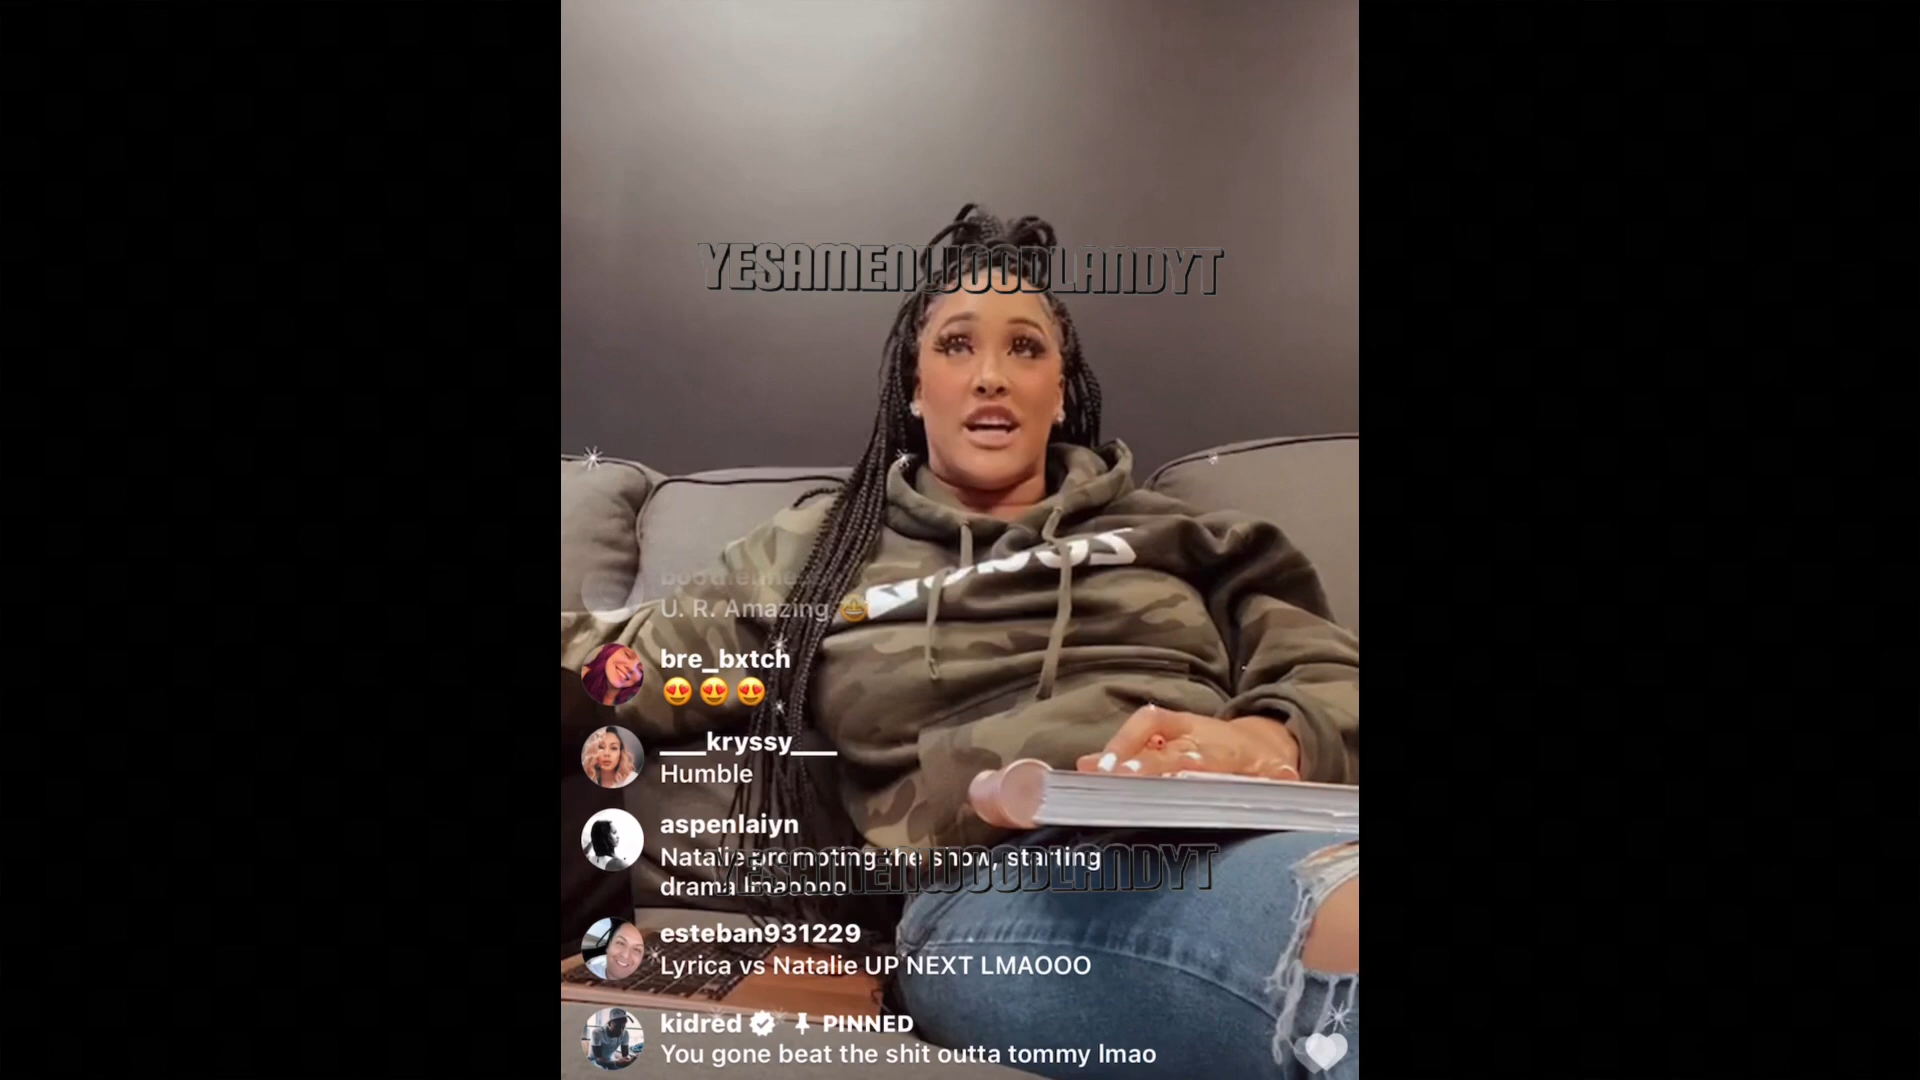 YESAMENWOODLANDYT
U. R. Amazing 🤩
bre_bxtch
😍😍😍
___kryssy___
Humble
aspenlaiyn
Natalie promoting the show, starting
drama lmaoooo
YESAMENWOODLANDYT
esteban931229
Lyrica vs Natalie UP NEXT LMAOOO
kidred PINNED
You gone beat the shit outta tommy lmao